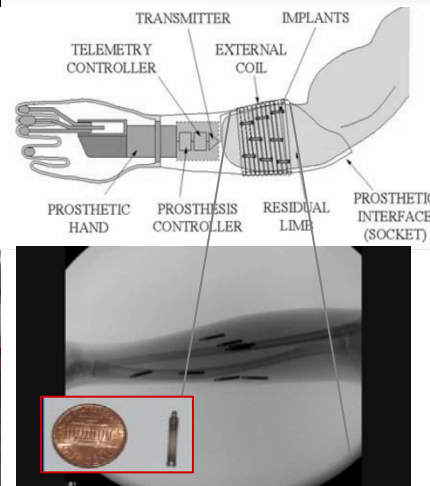 TRANSMITTER
IMPLANTS
TELEMETRY
CONTROLLER
EXTERNAL
COIL
PROSTHETIC
HAND
PROSTHESIS
CONTROLLER
RESIDUAL
LIMB
PROSTHETIC
INTERFACE
(SOCKET)